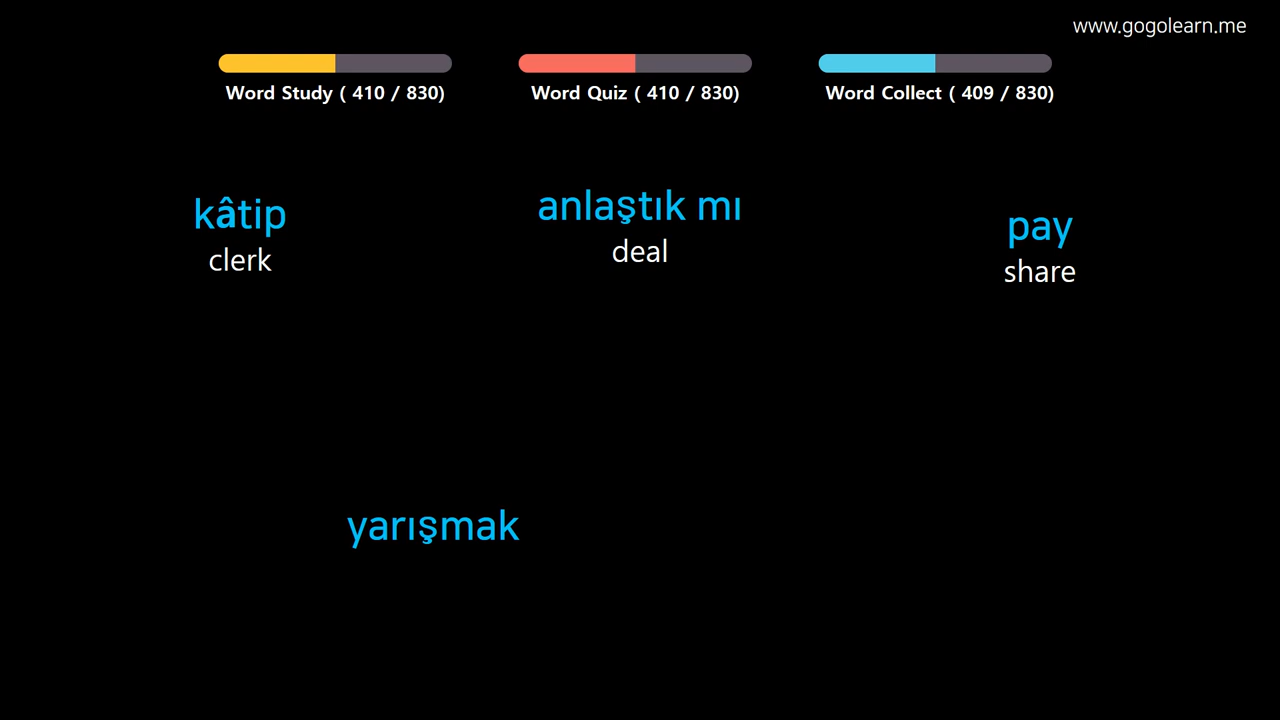 www.gogolearn.me
Word Study ( 410 / 830)
Word Quiz ( 410 / 830)
Word Collect ( 409 / 830)
kâtip
clerk
anlaştık mı
deal
pay
share
yarışmak